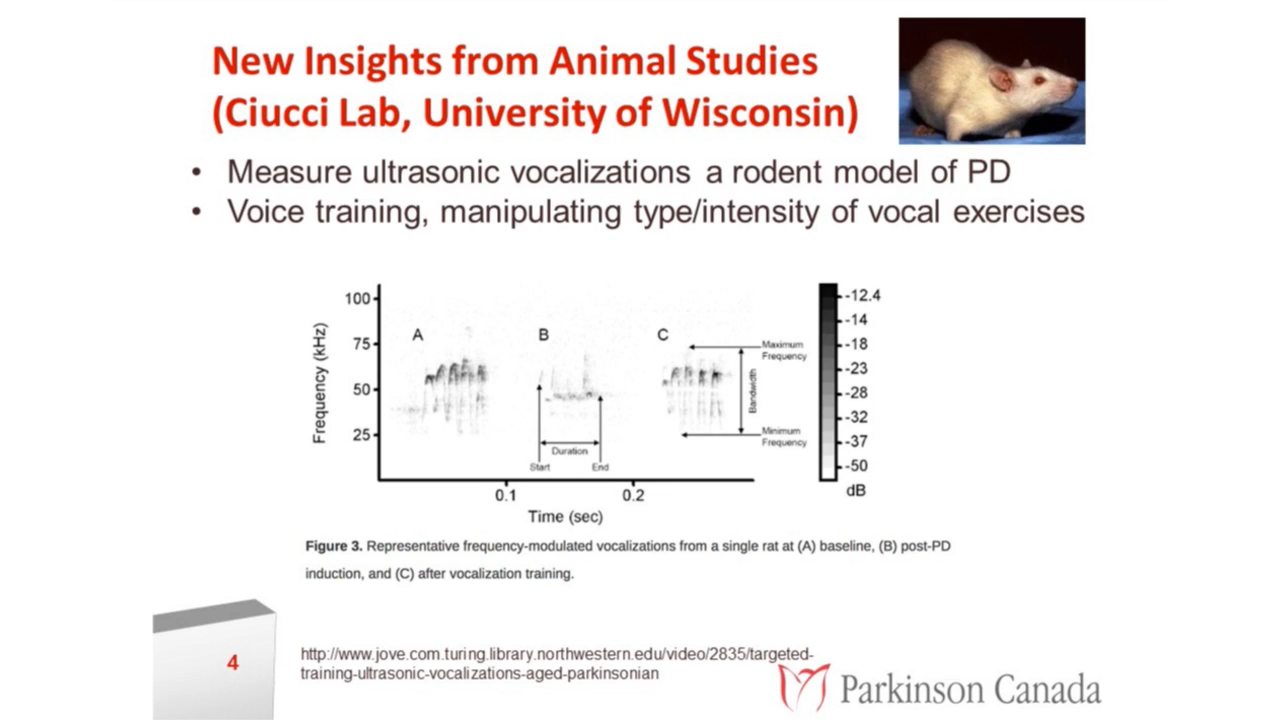 New Insights from Animal Studies
(Ciucci Lab, University of Wisconsin)
• Measure ultrasonic vocalizations a rodent model of PD
• Voice training, manipulating type/intensity of vocal exercises
Frequency (kHz)
100
75
50
25
A
B
C
Maximum
Frequency
Bandwidth
Minimum
Frequency
Duration
Start
End
0.1
0.2
Time (sec)
-12.4
-14
-18
-23
-28
-32
-37
-50
dB
Figure 3. Representative frequency-modulated vocalizations from a single rat at (A) baseline, (B) post-PD
induction, and (C) after vocalization training.
4
http://www.jove.com.turing.library.northwestern.edu/video/2835/targeted-
training-ultrasonic-vocalizations-aged-parkinsonian
Parkinson Canada